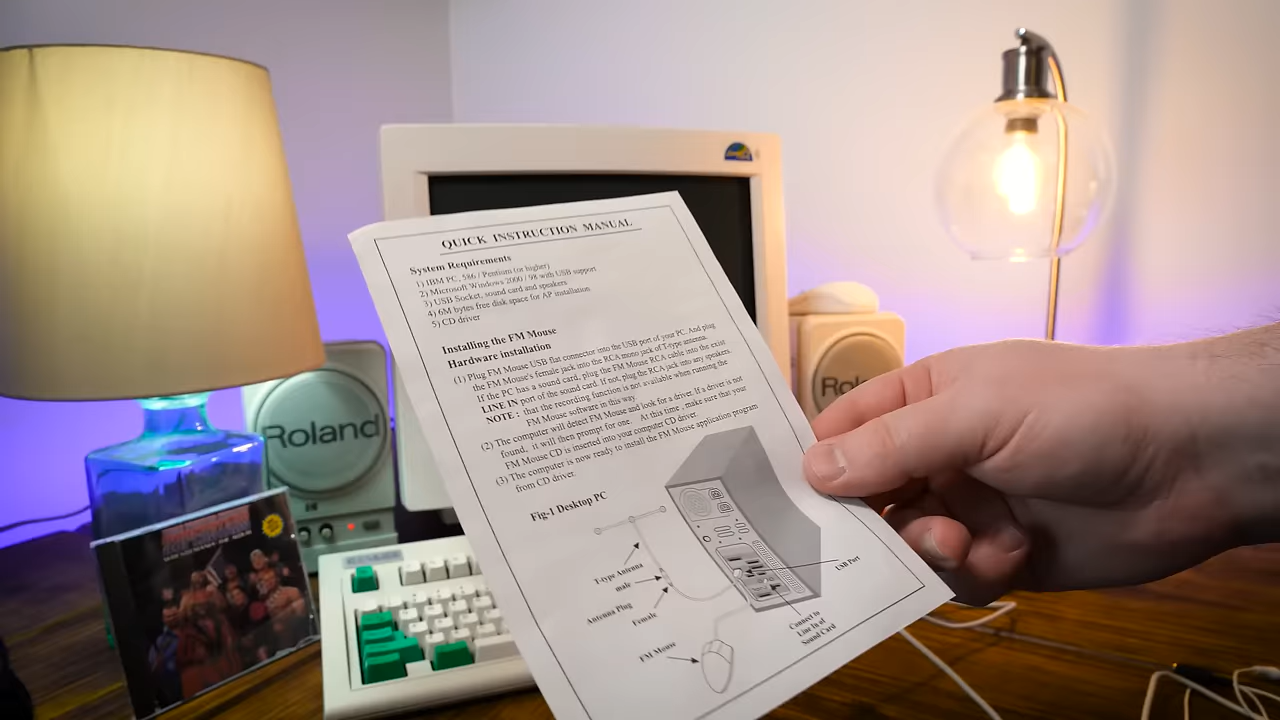 QUICK INSTRUCTION MANUAL
System Requirements
1) IBM PC, 586 / Pentium (or higher)
2) Microsoft Windows 2000 / 98 with USB support
3) USB Socket, sound card and speakers
4) 6M bytes free disk space for AP installation
5) CD driver
Installing the FM Mouse
Hardware installation
(1) Plug FM Mouse USB flat connector into the USB port of your PC. And plug
the FM Mouse's female jack into the RCA mono jack of T-type antenna.
If the PC has a sound card, plug the FM Mouse RCA cable into the exist
LINE IN port of the sound card. If not, plug the RCA jack into any speakers.
NOTE : that the recording function is not available when running the
FM Mouse software in this way.
(2) The computer will detect FM Mouse and look for a driver. If a driver is not
found, it will then prompt for one. At this time , make sure that your
FM Mouse CD is inserted into your computer CD driver.
(3) The computer is now ready to install the FM Mouse application program
from CD driver.
Fig-1 Desktop PC
T-type Antenna
male
Antenna Plug
Female
FM Mouse
USB Port
Connect to
Line In of
Sound Card
Roland
Rol